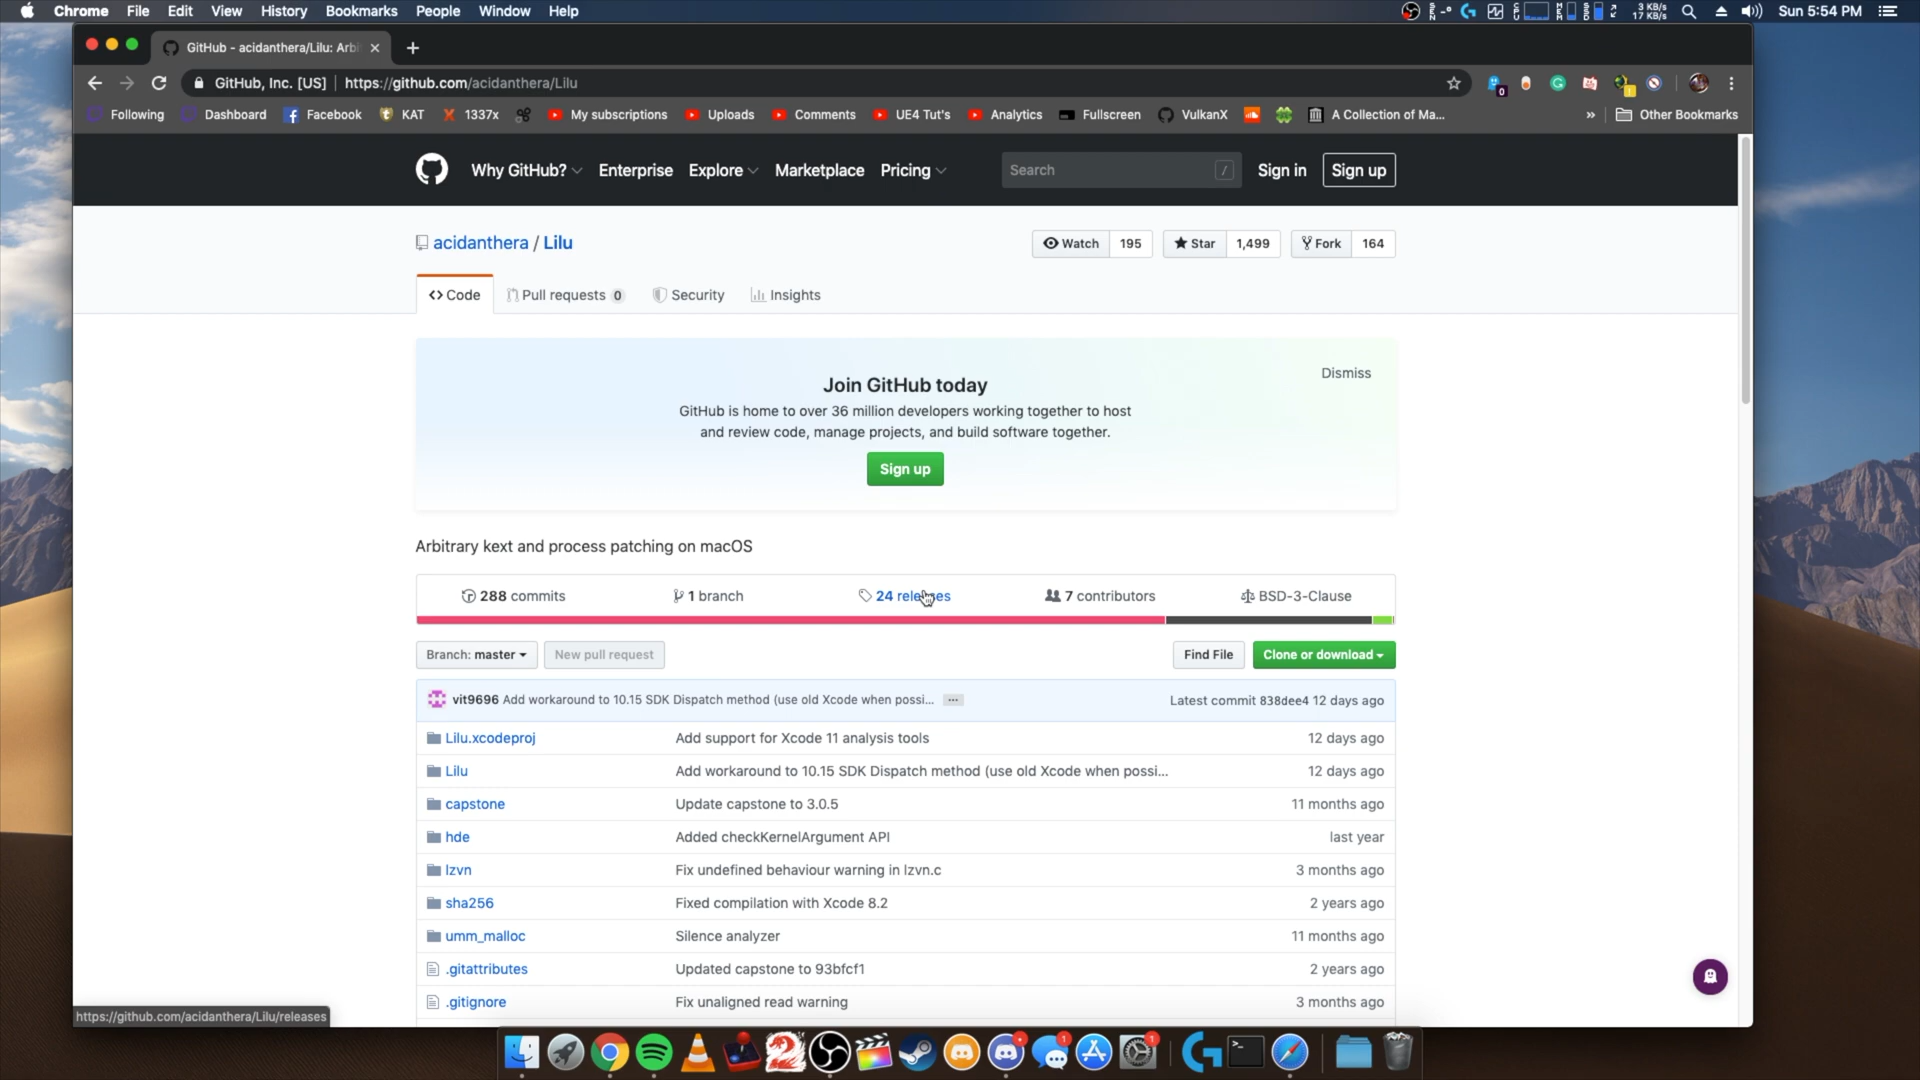 Chrome File Edit View History Bookmarks People Window Help
3 KB/s
17 KB/s
Sun 5:54 PM
GitHub - acidanthera/Lilu: Arbi
GitHub, Inc. [US] | https://github.com/acidanthera/Lilu
0
1
Following Dashboard Facebook KAT 1337x My subscriptions Uploads Comments UE4 Tut's Analytics Fullscreen VulkanX A Collection of Ma... » Other Bookmarks
Why GitHub? Enterprise Explore Marketplace Pricing Search / Sign in Sign up
acidanthera / Lilu
Watch 195 Star 1,499 Fork 164
<> Code Pull requests 0 Security Insights
Join GitHub today
Dismiss
GitHub is home to over 36 million developers working together to host
and review code, manage projects, and build software together.
Sign up
Arbitrary kext and process patching on macOS
288 commits 1 branch 24 releases 7 contributors BSD-3-Clause
Branch: master New pull request Find File Clone or download
vit9696 Add workaround to 10.15 SDK Dispatch method (use old Xcode when possi... ... Latest commit 838dee4 12 days ago
Lilu.xcodeproj Add support for Xcode 11 analysis tools 12 days ago
Lilu Add workaround to 10.15 SDK Dispatch method (use old Xcode when possi... 12 days ago
capstone Update capstone to 3.0.5 11 months ago
hde Added checkKernelArgument API last year
lzvn Fix undefined behaviour warning in lzvn.c 3 months ago
sha256 Fixed compilation with Xcode 8.2 2 years ago
umm_malloc Silence analyzer 11 months ago
.gitattributes Updated capstone to 93bfcf1 2 years ago
.gitignore Fix unaligned read warning 3 months ago
https://github.com/acidanthera/Lilu/releases
1
1